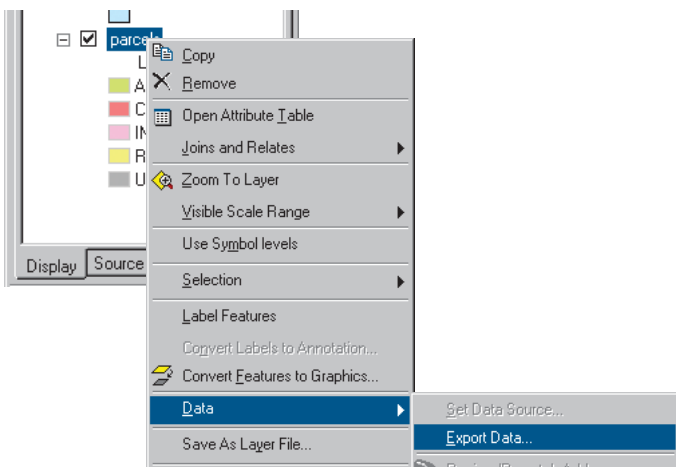 parcels
Copy
Remove
Open Attribute Table
Joins and Relates
Zoom To Layer
Visible Scale Range
Use Symbol levels
Display Source
Selection
Label Features
Convert Labels to Annotation...
Convert Features to Graphics...
Data
Set Data Source...
Save As Layer File...
Export Data...